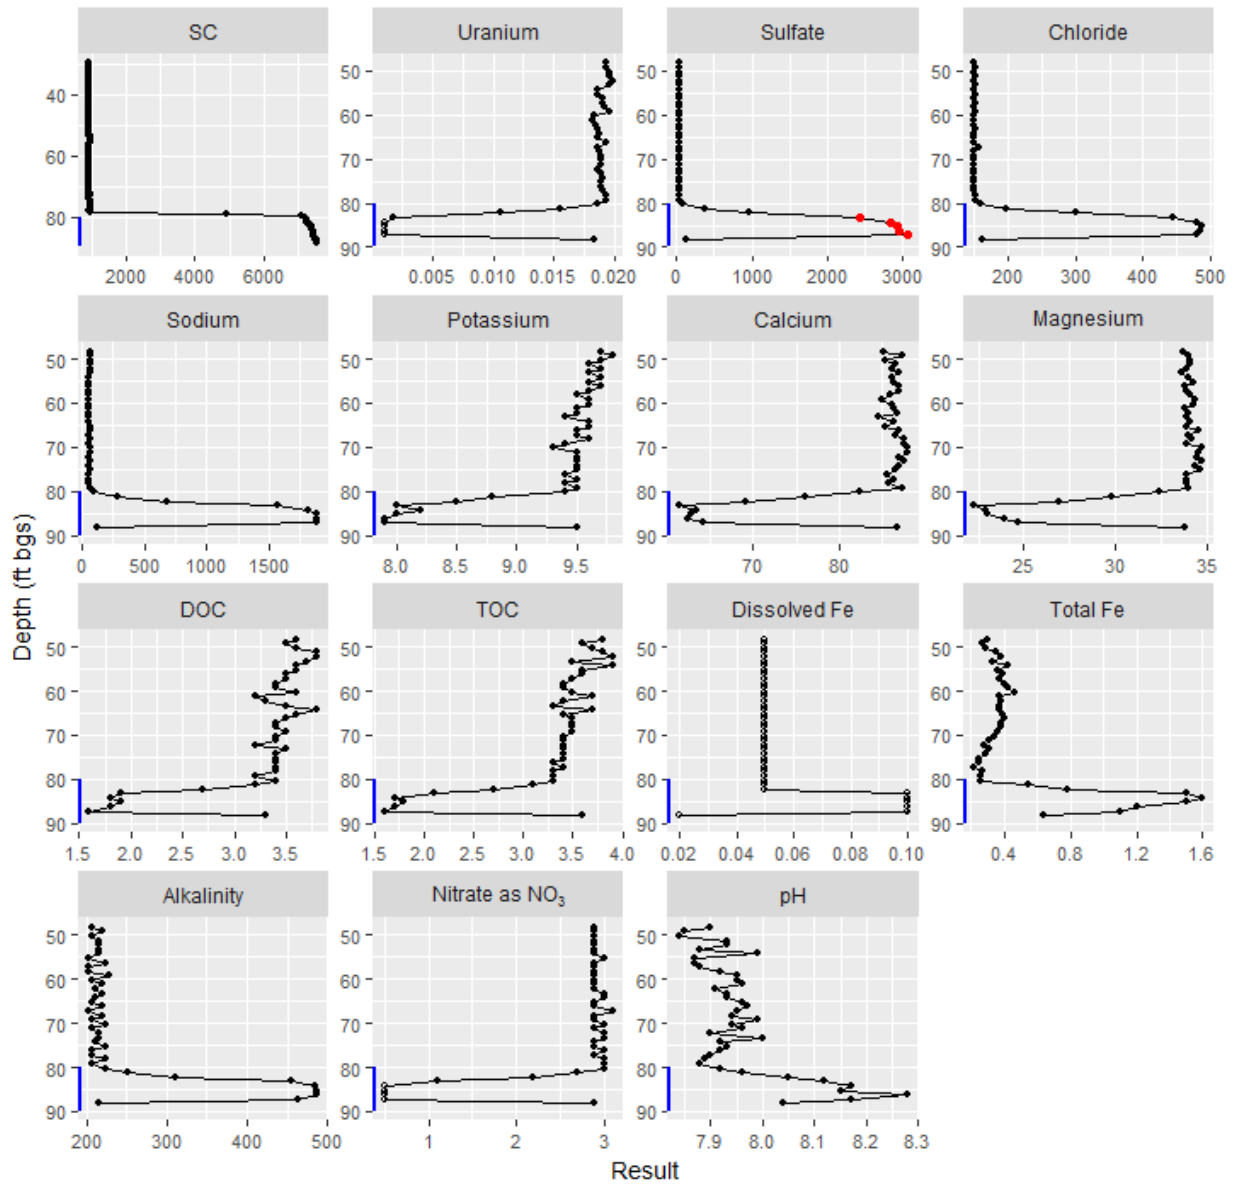 SC Uranium Sulfate Chloride
40 60 80
50 60 70 80 90
50 60 70 80 90
50 60 70 80 90
2000 4000 6000
0.005 0.010 0.015 0.020
0 1000 2000 3000
200 300 400 500
Sodium Potassium Calcium Magnesium
50 60 70 80 90
50 60 70 80 90
50 60 70 80 90
50 60 70 80 90
0 500 1000 1500
8.0 8.5 9.0 9.5
70 80
25 30 35
Depth (ft bgs)
DOC TOC Dissolved Fe Total Fe
50 60 70 80 90
50 60 70 80 90
50 60 70 80 90
50 60 70 80 90
1.5 2.0 2.5 3.0 3.5
1.5 2.0 2.5 3.0 3.5 4.0
0.02 0.04 0.06 0.08 0.10
0.4 0.8 1.2 1.6
Alkalinity Nitrate as NO₃ pH
50 60 70 80 90
50 60 70 80 90
50 60 70 80 90
200 300 400 500
1 2 3
7.9 8.0 8.1 8.2 8.3
Result